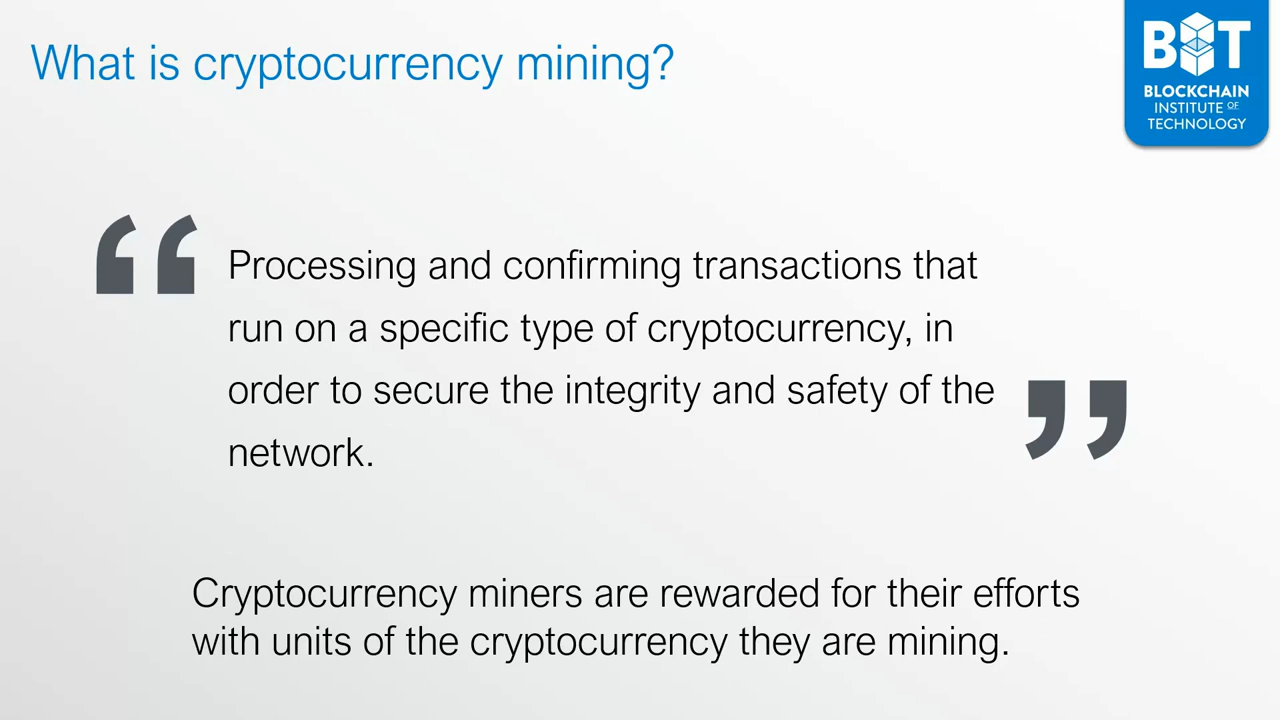 What is cryptocurrency mining?
BIT
BLOCKCHAIN
INSTITUTE OF
TECHNOLOGY
“
Processing and confirming transactions that
run on a specific type of cryptocurrency, in
order to secure the integrity and safety of the
network.
”
Cryptocurrency miners are rewarded for their efforts
with units of the cryptocurrency they are mining.